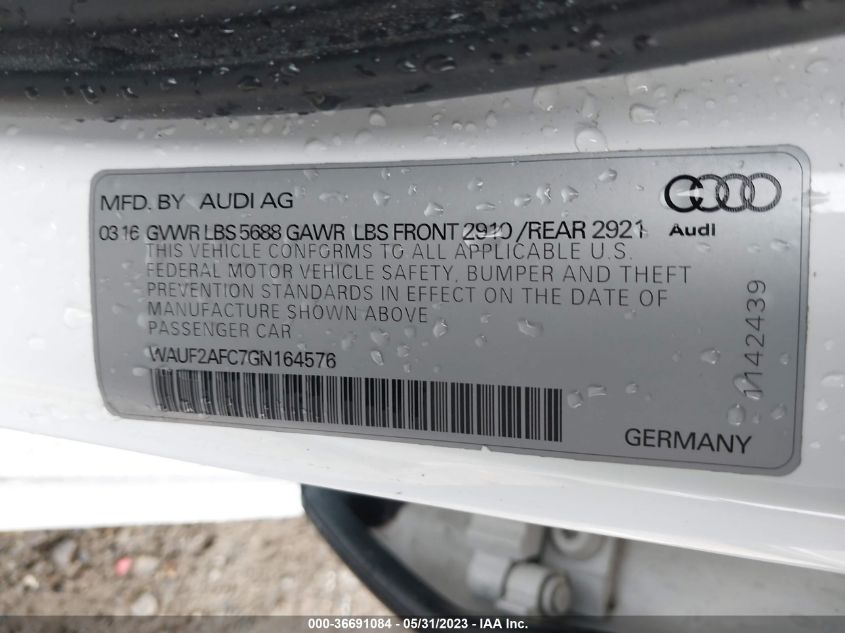 MFD. BY AUDI AG
03 16 GVWR LBS 5688 GAWR LBS FRONT 2910 /REAR 2921
Audi
THIS VEHICLE CONFORMS TO ALL APPLICABLE U.S.
FEDERAL MOTOR VEHICLE SAFETY, BUMPER AND THEFT
PREVENTION STANDARDS IN EFFECT ON THE DATE OF
MANUFACTURE SHOWN ABOVE
PASSENGER CAR
WAUF2AFC7GN164576
1142439
GERMANY
000-36691084 - 05/31/2023 - IAA Inc.